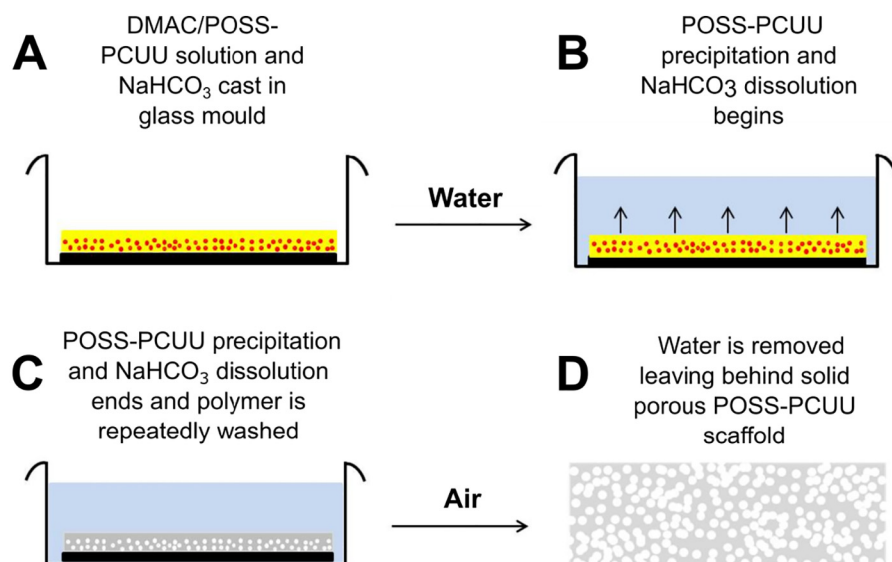 A
DMAC/POSS-
PCUU solution and
NaHCO₃ cast in
glass mould
Water
B
POSS-PCUU
precipitation and
NaHCO3 dissolution
begins
C
POSS-PCUU precipitation
and NaHCO₃ dissolution
ends and polymer is
repeatedly washed
Air
D
Water is removed
leaving behind solid
porous POSS-PCUU
scaffold